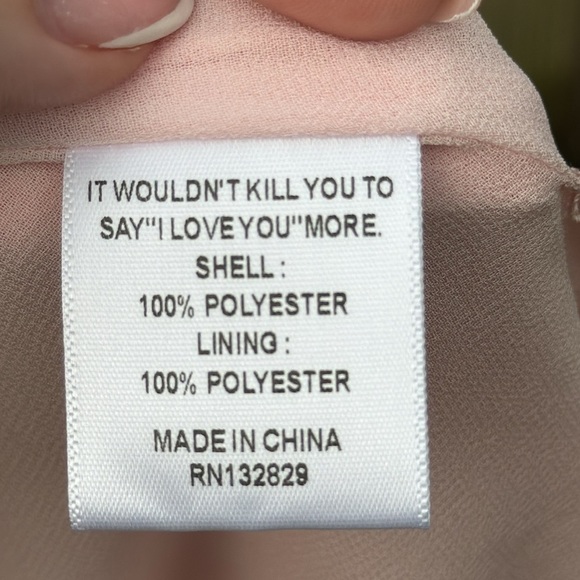 IT WOULDN'T KILL YOU TO
SAY"I LOVE YOU"MORE.
SHELL :
100% POLYESTER
LINING :
100% POLYESTER
MADE IN CHINA
RN132829